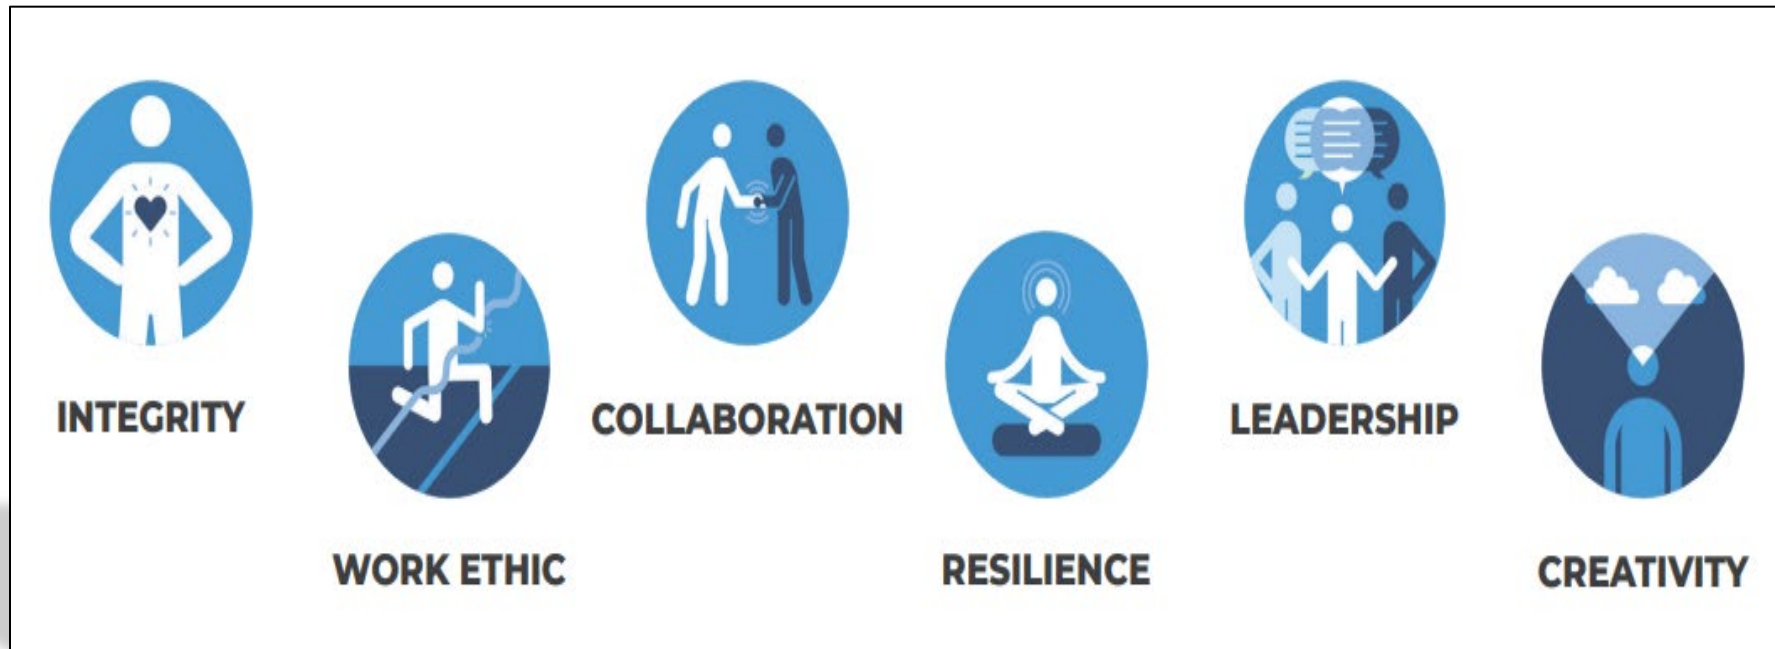 INTEGRITY
WORK ETHIC
COLLABORATION
RESILIENCE
LEADERSHIP
CREATIVITY